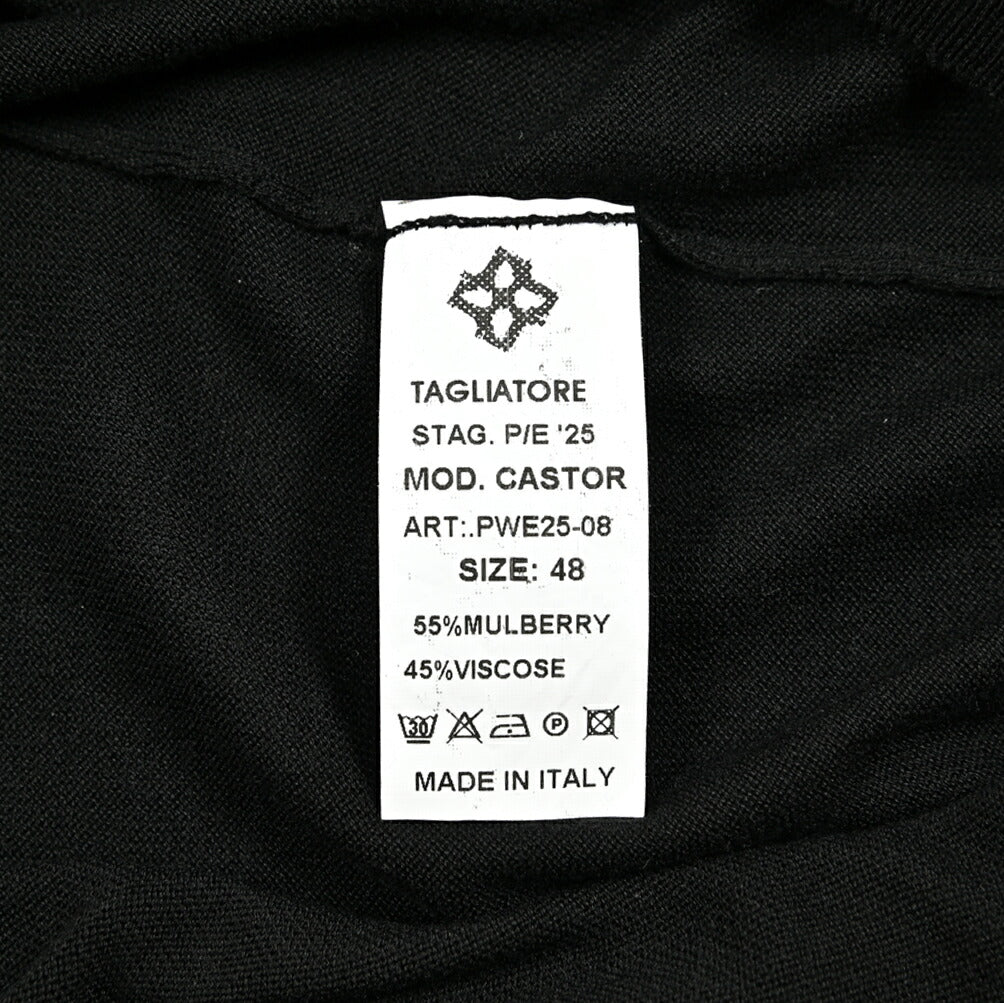 TAGLIATORE
STAG. P/E '25
MOD. CASTOR
ART:.PWE25-08
SIZE: 48
55%MULBERRY
45%VISCOSE
30 P
MADE IN ITALY